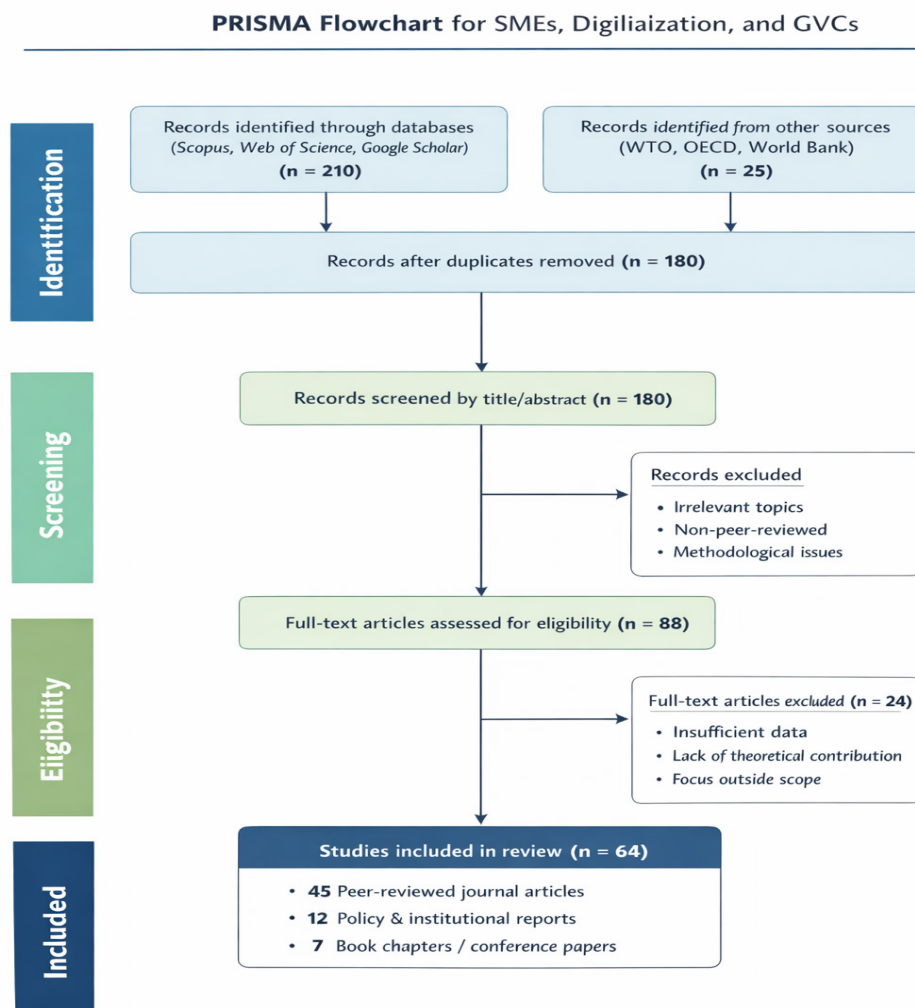 PRISMA Flowchart for SMEs, Digiliaization, and GVCs
Identitication
Records identified through databases
(Scopus, Web of Science, Google Scholar)
(n = 210)
Records identified from other sources
(WTO, OECD, World Bank)
(n = 25)
Records after duplicates removed (n = 180)
Screening
Records screened by title/abstract (n = 180)
Records excluded
• Irrelevant topics
• Non-peer-reviewed
• Methodological issues
Eiigibiitty
Full-text articles assessed for eligibility (n = 88)
Full-text articles excluded (n = 24)
• Insufficient data
• Lack of theoretical contribution
• Focus outside scope
Included
Studies included in review (n = 64)
• 45 Peer-reviewed journal articles
• 12 Policy & institutional reports
• 7 Book chapters / conference papers